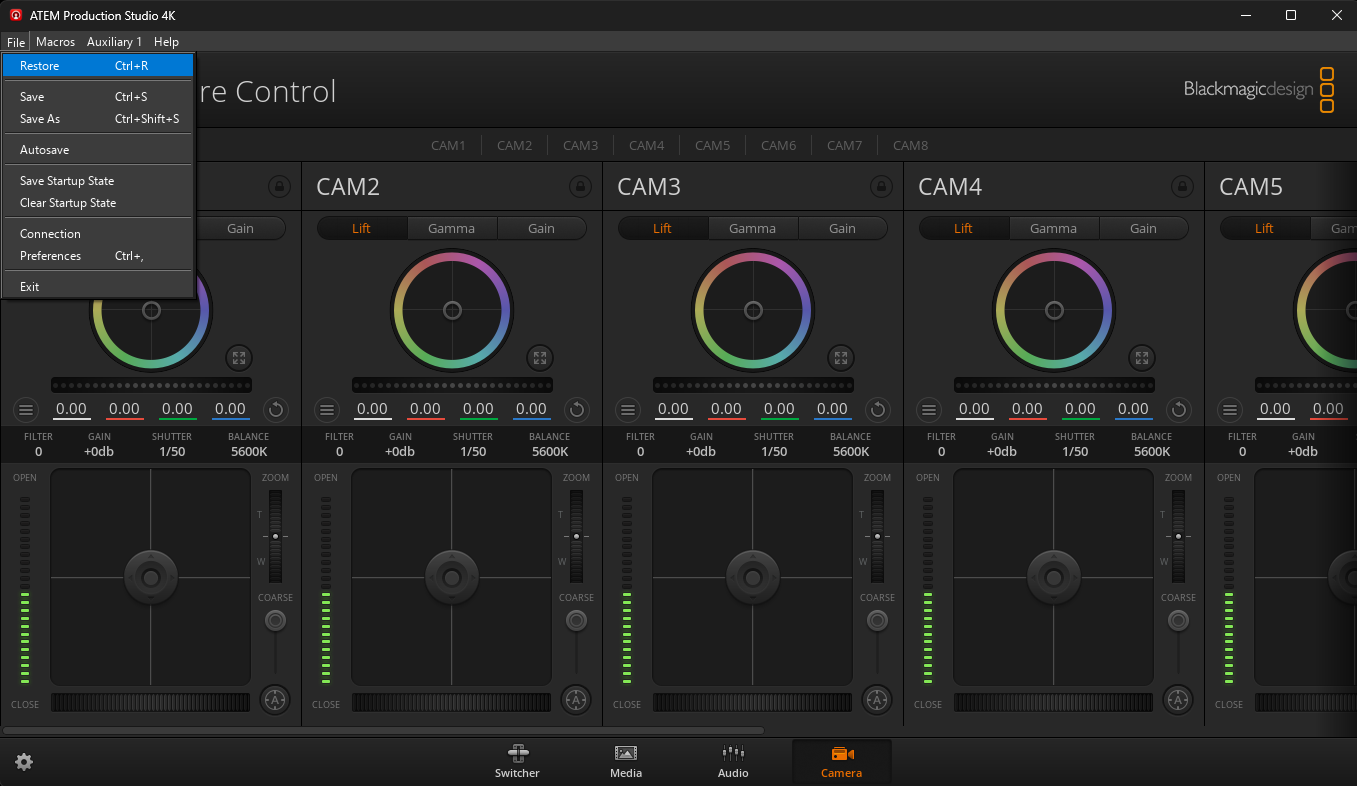 ATEM Production Studio 4K
File Macros Auxiliary 1 Help
Restore Ctrl+R
re Control
Blackmagicdesign
Save Ctrl+S
Save As Ctrl+Shift+S
Autosave
Save Startup State
Clear Startup State
Connection
Preferences Ctrl+,
Exit
CAM1 CAM2 CAM3 CAM4 CAM5 CAM6 CAM7 CAM8
CAM2 CAM3 CAM4 CAM5
Gain Lift Gamma Gain Lift Gamma Gain Lift Gamma Gain Lift Gam
0.00 0.00 0.00 0.00 0.00 0.00 0.00 0.00 0.00 0.00 0.00 0.00 0.00 0.00 0.00 0.00 0.00 0.00
FILTER GAIN SHUTTER BALANCE FILTER GAIN SHUTTER BALANCE FILTER GAIN SHUTTER BALANCE FILTER GAIN SHUTTER BALANCE FILTER GAIN
0 +0db 1/50 5600K 0 +0db 1/50 5600K 0 +0db 1/50 5600K 0 +0db 1/50 5600K 0 +0db
OPEN ZOOM OPEN ZOOM OPEN ZOOM OPEN ZOOM OPEN
T T T T
W W W W
COARSE COARSE COARSE COARSE
CLOSE A CLOSE A CLOSE A CLOSE A CLOSE
Switcher Media Audio Camera